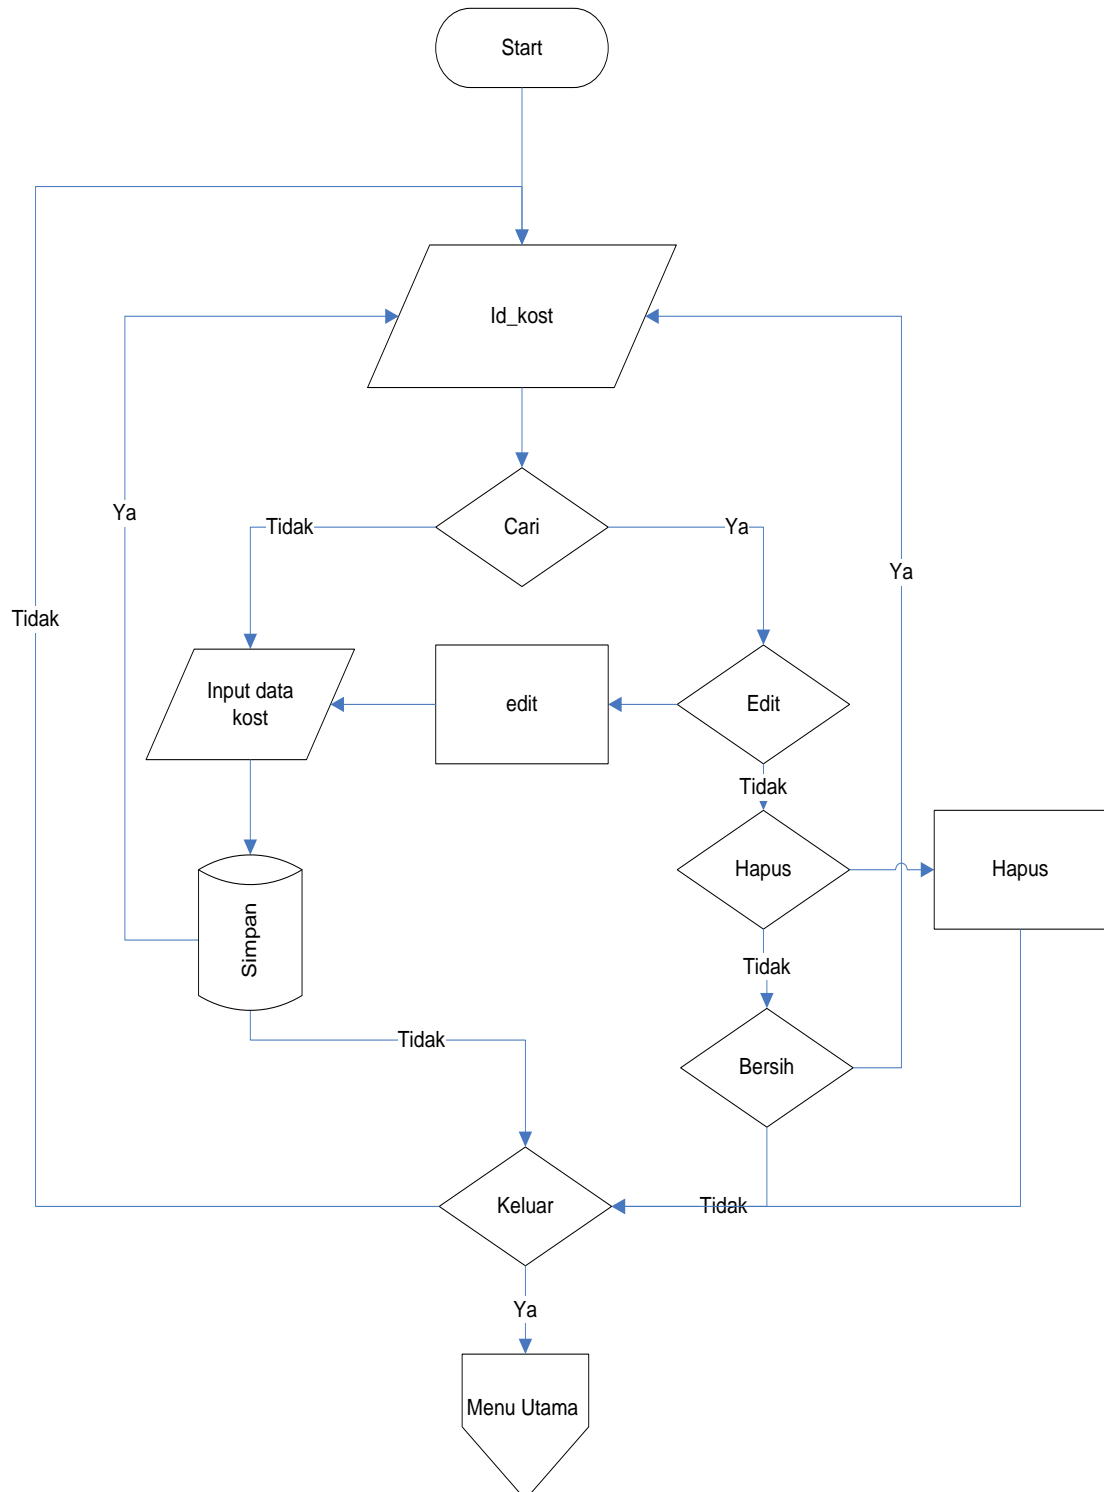 Start
Id_kost
Ya
Cari
Tidak
Ya
Ya
Tidak
Input data
kost
edit
Edit
Tidak
Hapus
Hapus
Simpan
Tidak
Bersih
Tidak
Keluar
Tidak
Ya
Menu Utama